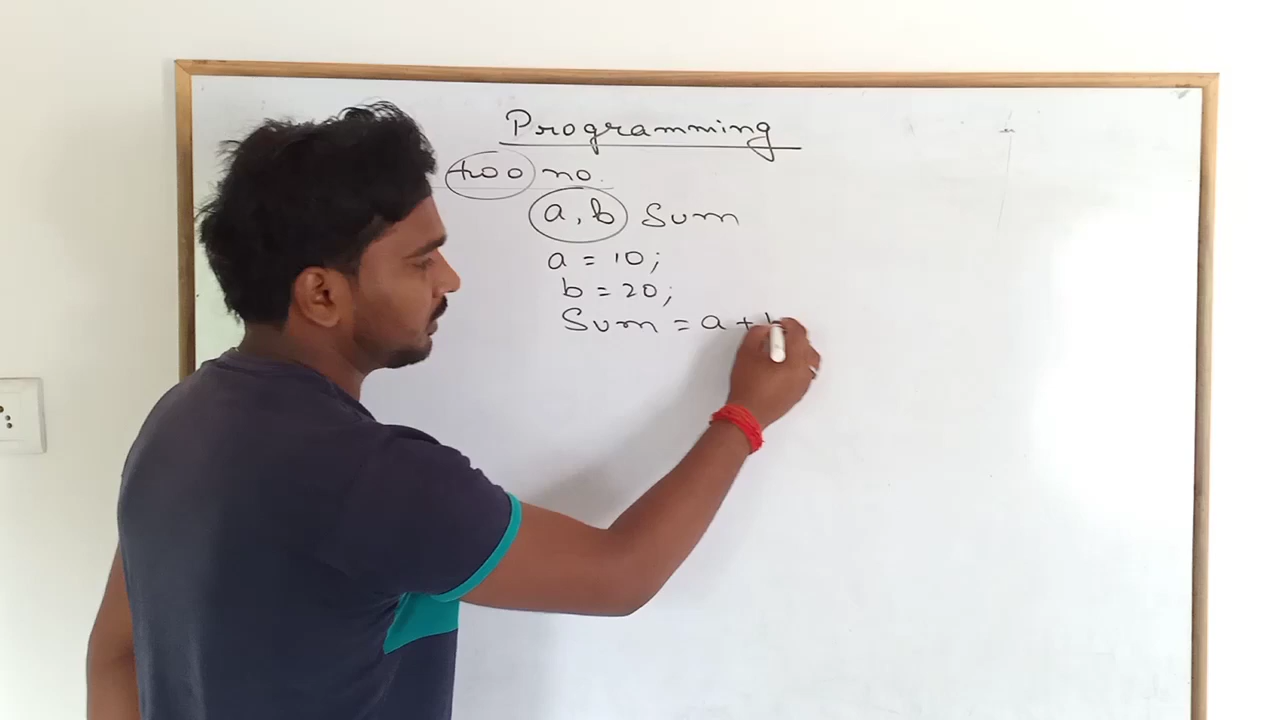 Programming
two no.
a, b Sum
a = 10;
b = 20;
Sum = a + b